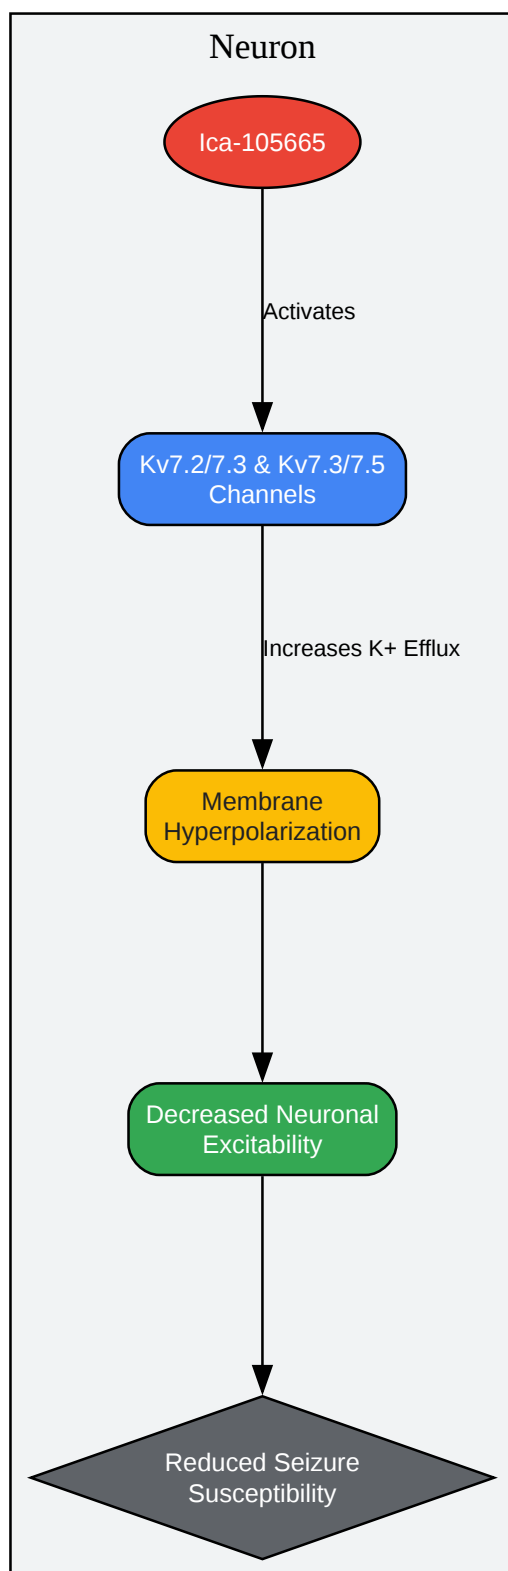 Neuron
Ica-105665
Activates
Kv7.2/7.3 & Kv7.3/7.5
Channels
Increases K+ Efflux
Membrane
Hyperpolarization
Decreased Neuronal
Excitability
Reduced Seizure
Susceptibility